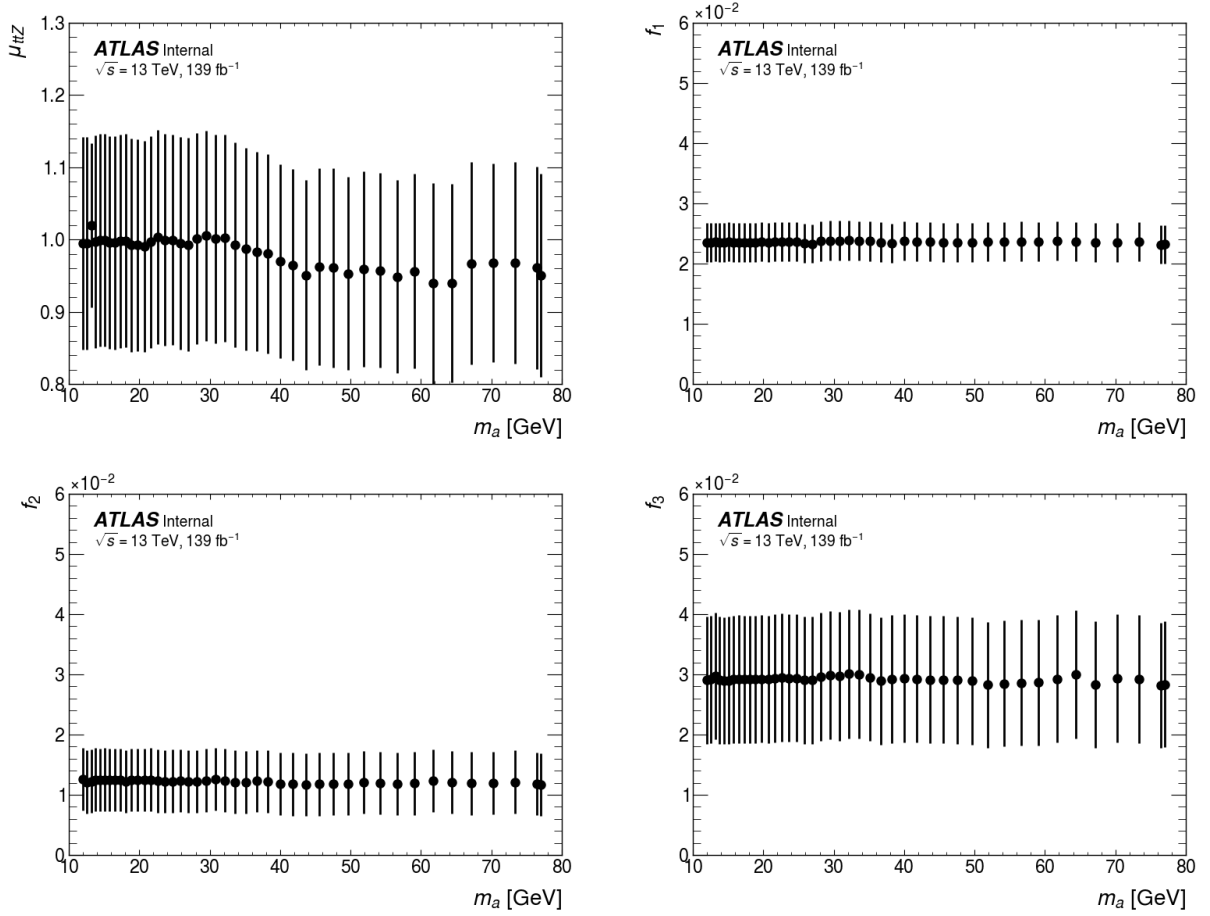 μttZ
1.3
1.2
1.1
1.0
0.9
0.8
ATLAS Internal
√s = 13 TeV, 139 fb⁻¹
10 20 30 40 50 60 70 80
ma [GeV]
f1
×10⁻²
6
5
4
3
2
1
0
ATLAS Internal
√s = 13 TeV, 139 fb⁻¹
10 20 30 40 50 60 70 80
ma [GeV]
f2
×10⁻²
6
5
4
3
2
1
0
ATLAS Internal
√s = 13 TeV, 139 fb⁻¹
10 20 30 40 50 60 70 80
ma [GeV]
f3
×10⁻²
6
5
4
3
2
1
0
ATLAS Internal
√s = 13 TeV, 139 fb⁻¹
10 20 30 40 50 60 70 80
ma [GeV]